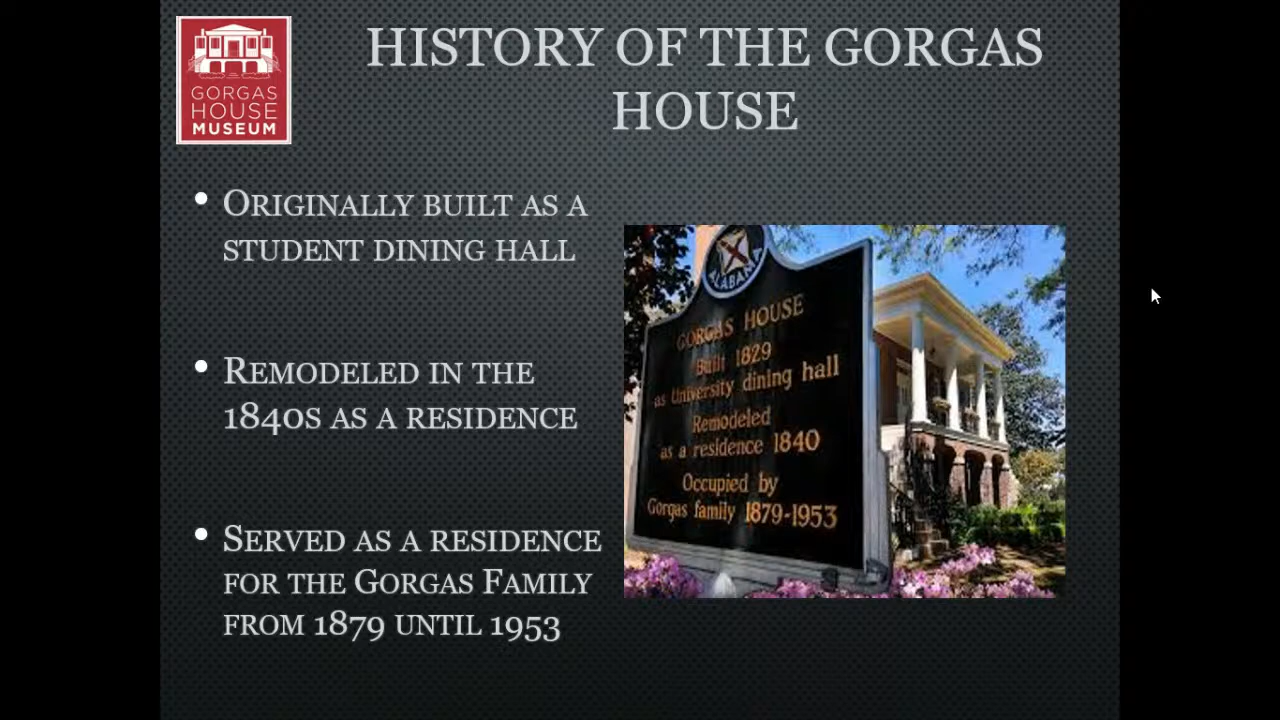 GORGAS
HOUSE
MUSEUM
HISTORY OF THE GORGAS
HOUSE
• ORIGINALLY BUILT AS A
STUDENT DINING HALL
• REMODELED IN THE
1840S AS A RESIDENCE
• SERVED AS A RESIDENCE
FOR THE GORGAS FAMILY
FROM 1879 UNTIL 1953
ALABAMA
GORGAS HOUSE
Built 1829
as University dining hall
Remodeled
as a residence 1840
Occupied by
Gorgas family 1879-1953